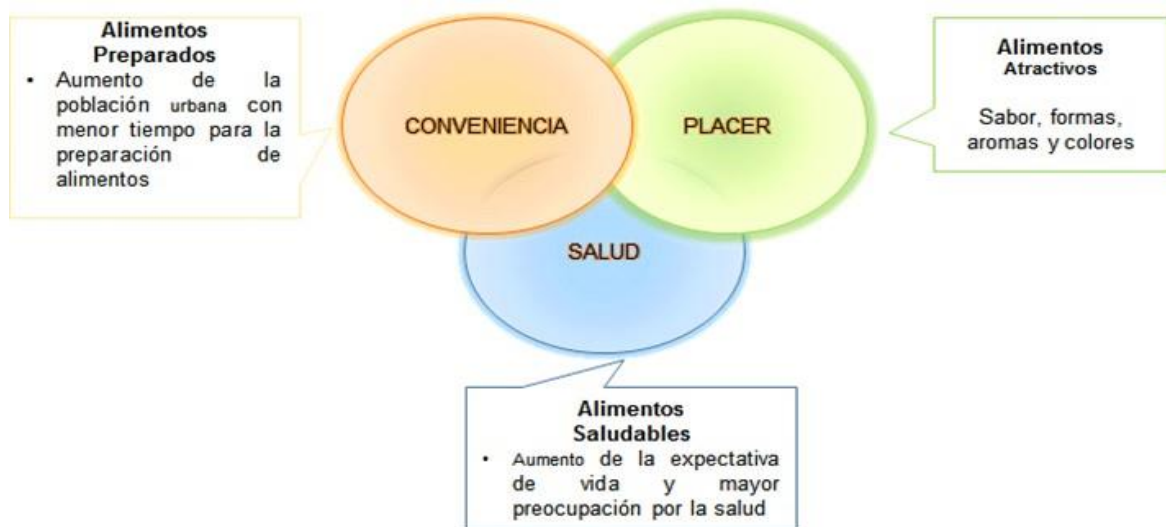 Alimentos
Preparados
• Aumento de la
población urbana con
menor tiempo para la
preparación de
alimentos
CONVENIENCIA
PLACER
Alimentos
Atractivos
Sabor, formas,
aromas y colores
SALUD
Alimentos
Saludables
• Aumento de la expectativa
de vida y mayor
preocupación por la salud